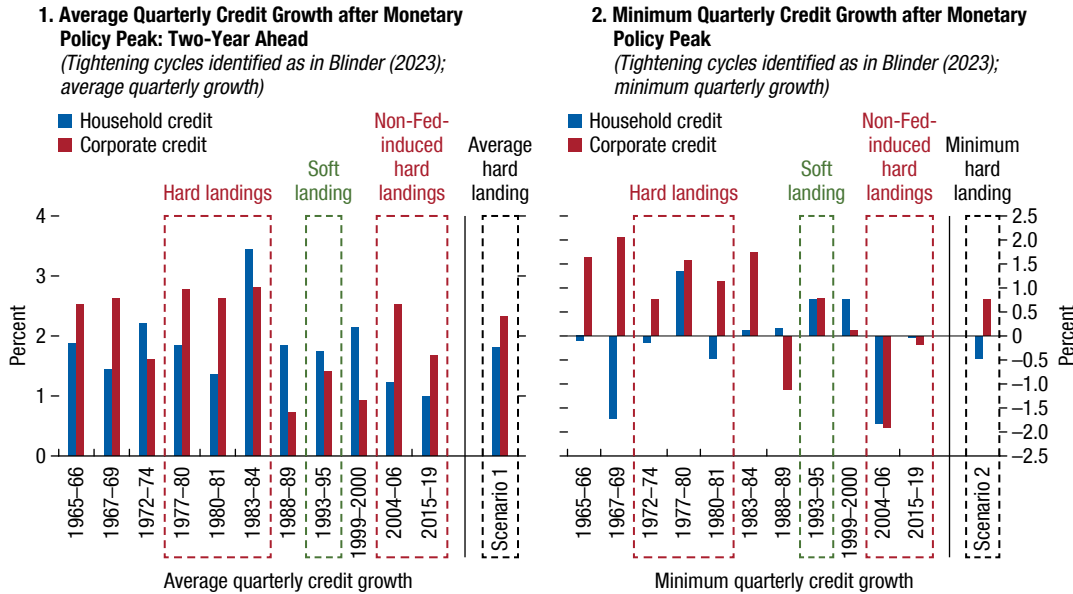 1. Average Quarterly Credit Growth after Monetary
Policy Peak: Two-Year Ahead
(Tightening cycles identified as in Blinder (2023);
average quarterly growth)
Household credit
Corporate credit
Hard landings
Soft
landing
Non-Fed-
induced
hard
landings
Average
hard
landing
Percent
4
3
2
1
0
1965–66
1967–69
1972–74
1977–80
1980–81
1983–84
1988–89
1993–95
1999–2000
2004–06
2015–19
Scenario 1
Average quarterly credit growth
2. Minimum Quarterly Credit Growth after Monetary
Policy Peak
(Tightening cycles identified as in Blinder (2023);
minimum quarterly growth)
Household credit
Corporate credit
Hard landings
Soft
landing
Non-Fed-
induced
hard
landings
Minimum
hard
landing
2.5
2.0
1.5
1.0
0.5
0
–0.5
–1.0
–1.5
–2.0
–2.5
Percent
1965–66
1967–69
1972–74
1977–80
1980–81
1983–84
1988–89
1993–95
1999–2000
2004–06
2015–19
Scenario 2
Minimum quarterly credit growth